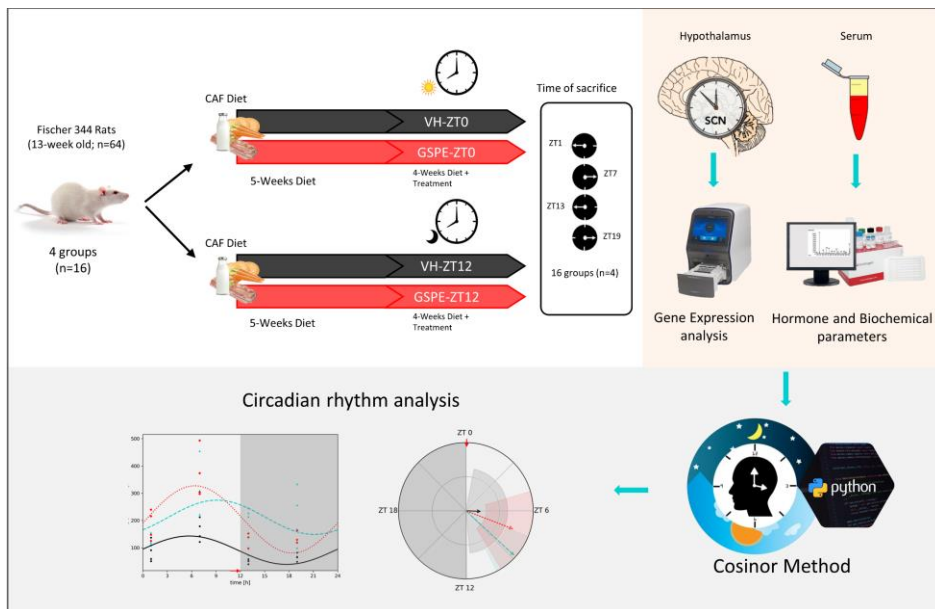 Fischer 344 Rats
(13-week old; n=64)
4 groups
(n=16)
CAF Diet
VH-ZT0
GSPE-ZT0
5-Weeks Diet
4-Weeks Diet +
Treatment
CAF Diet
VH-ZT12
GSPE-ZT12
5-Weeks Diet
4-Weeks Diet +
Treatment
Time of sacrifice
ZT1
ZT7
ZT13
ZT19
16 groups (n=4)
Hypothalamus
Serum
SCN
Gene Expression
analysis
Hormone and Biochemical
parameters
Circadian rhythm analysis
500
400
300
200
100
0
3
6
9
12
15
18
21
24
time [h]
ZT 0
ZT 6
ZT 12
ZT 18
python
Cosinor Method